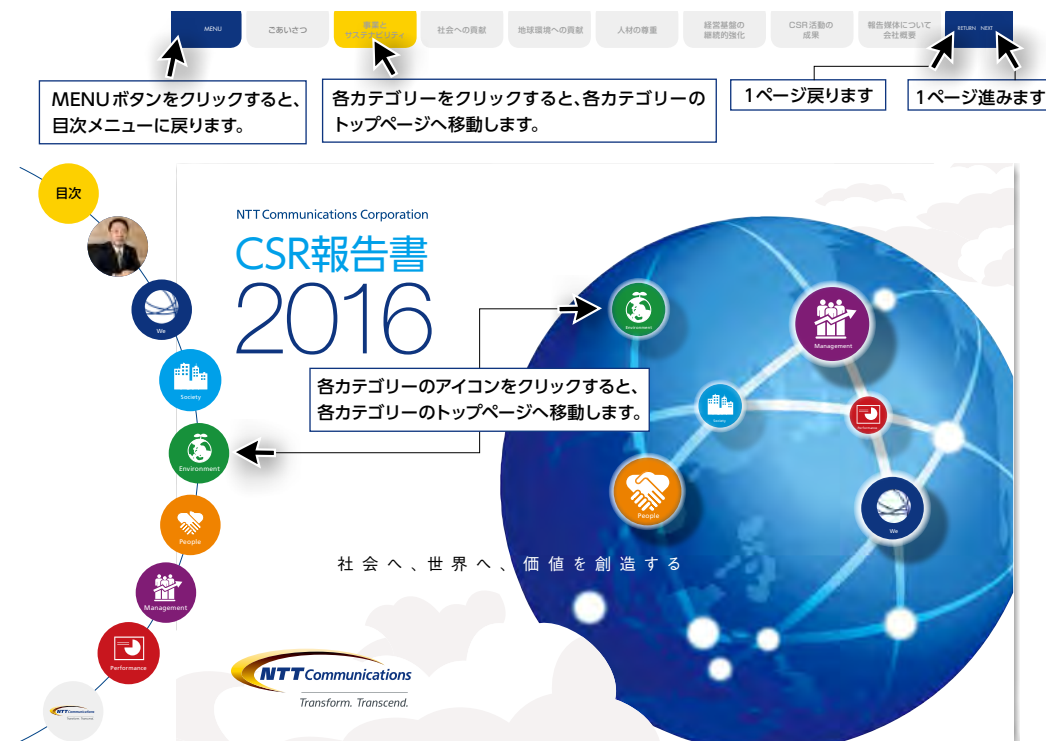 MENU
ごあいさつ
事業と
サステナビリティ
社会への貢献
地球環境への貢献
人材の尊重
経営基盤の
継続的強化
CSR活動の
成果
報告媒体について
会社概要
RETURN NEXT
MENUボタンをクリックすると、
目次メニューに戻ります。
各カテゴリーをクリックすると、各カテゴリーの
トップページへ移動します。
1ページ戻ります
1ページ進みます
目次
We
Society
Environment
People
Management
Performance
NTT Communications
Transform. Transcend.
NTT Communications Corporation
CSR報告書
2016
各カテゴリーのアイコンをクリックすると、
各カテゴリーのトップページへ移動します。
Environment
Management
Society
Performance
People
We
社会へ、世界へ、価値を創造する
NTT Communications
Transform. Transcend.